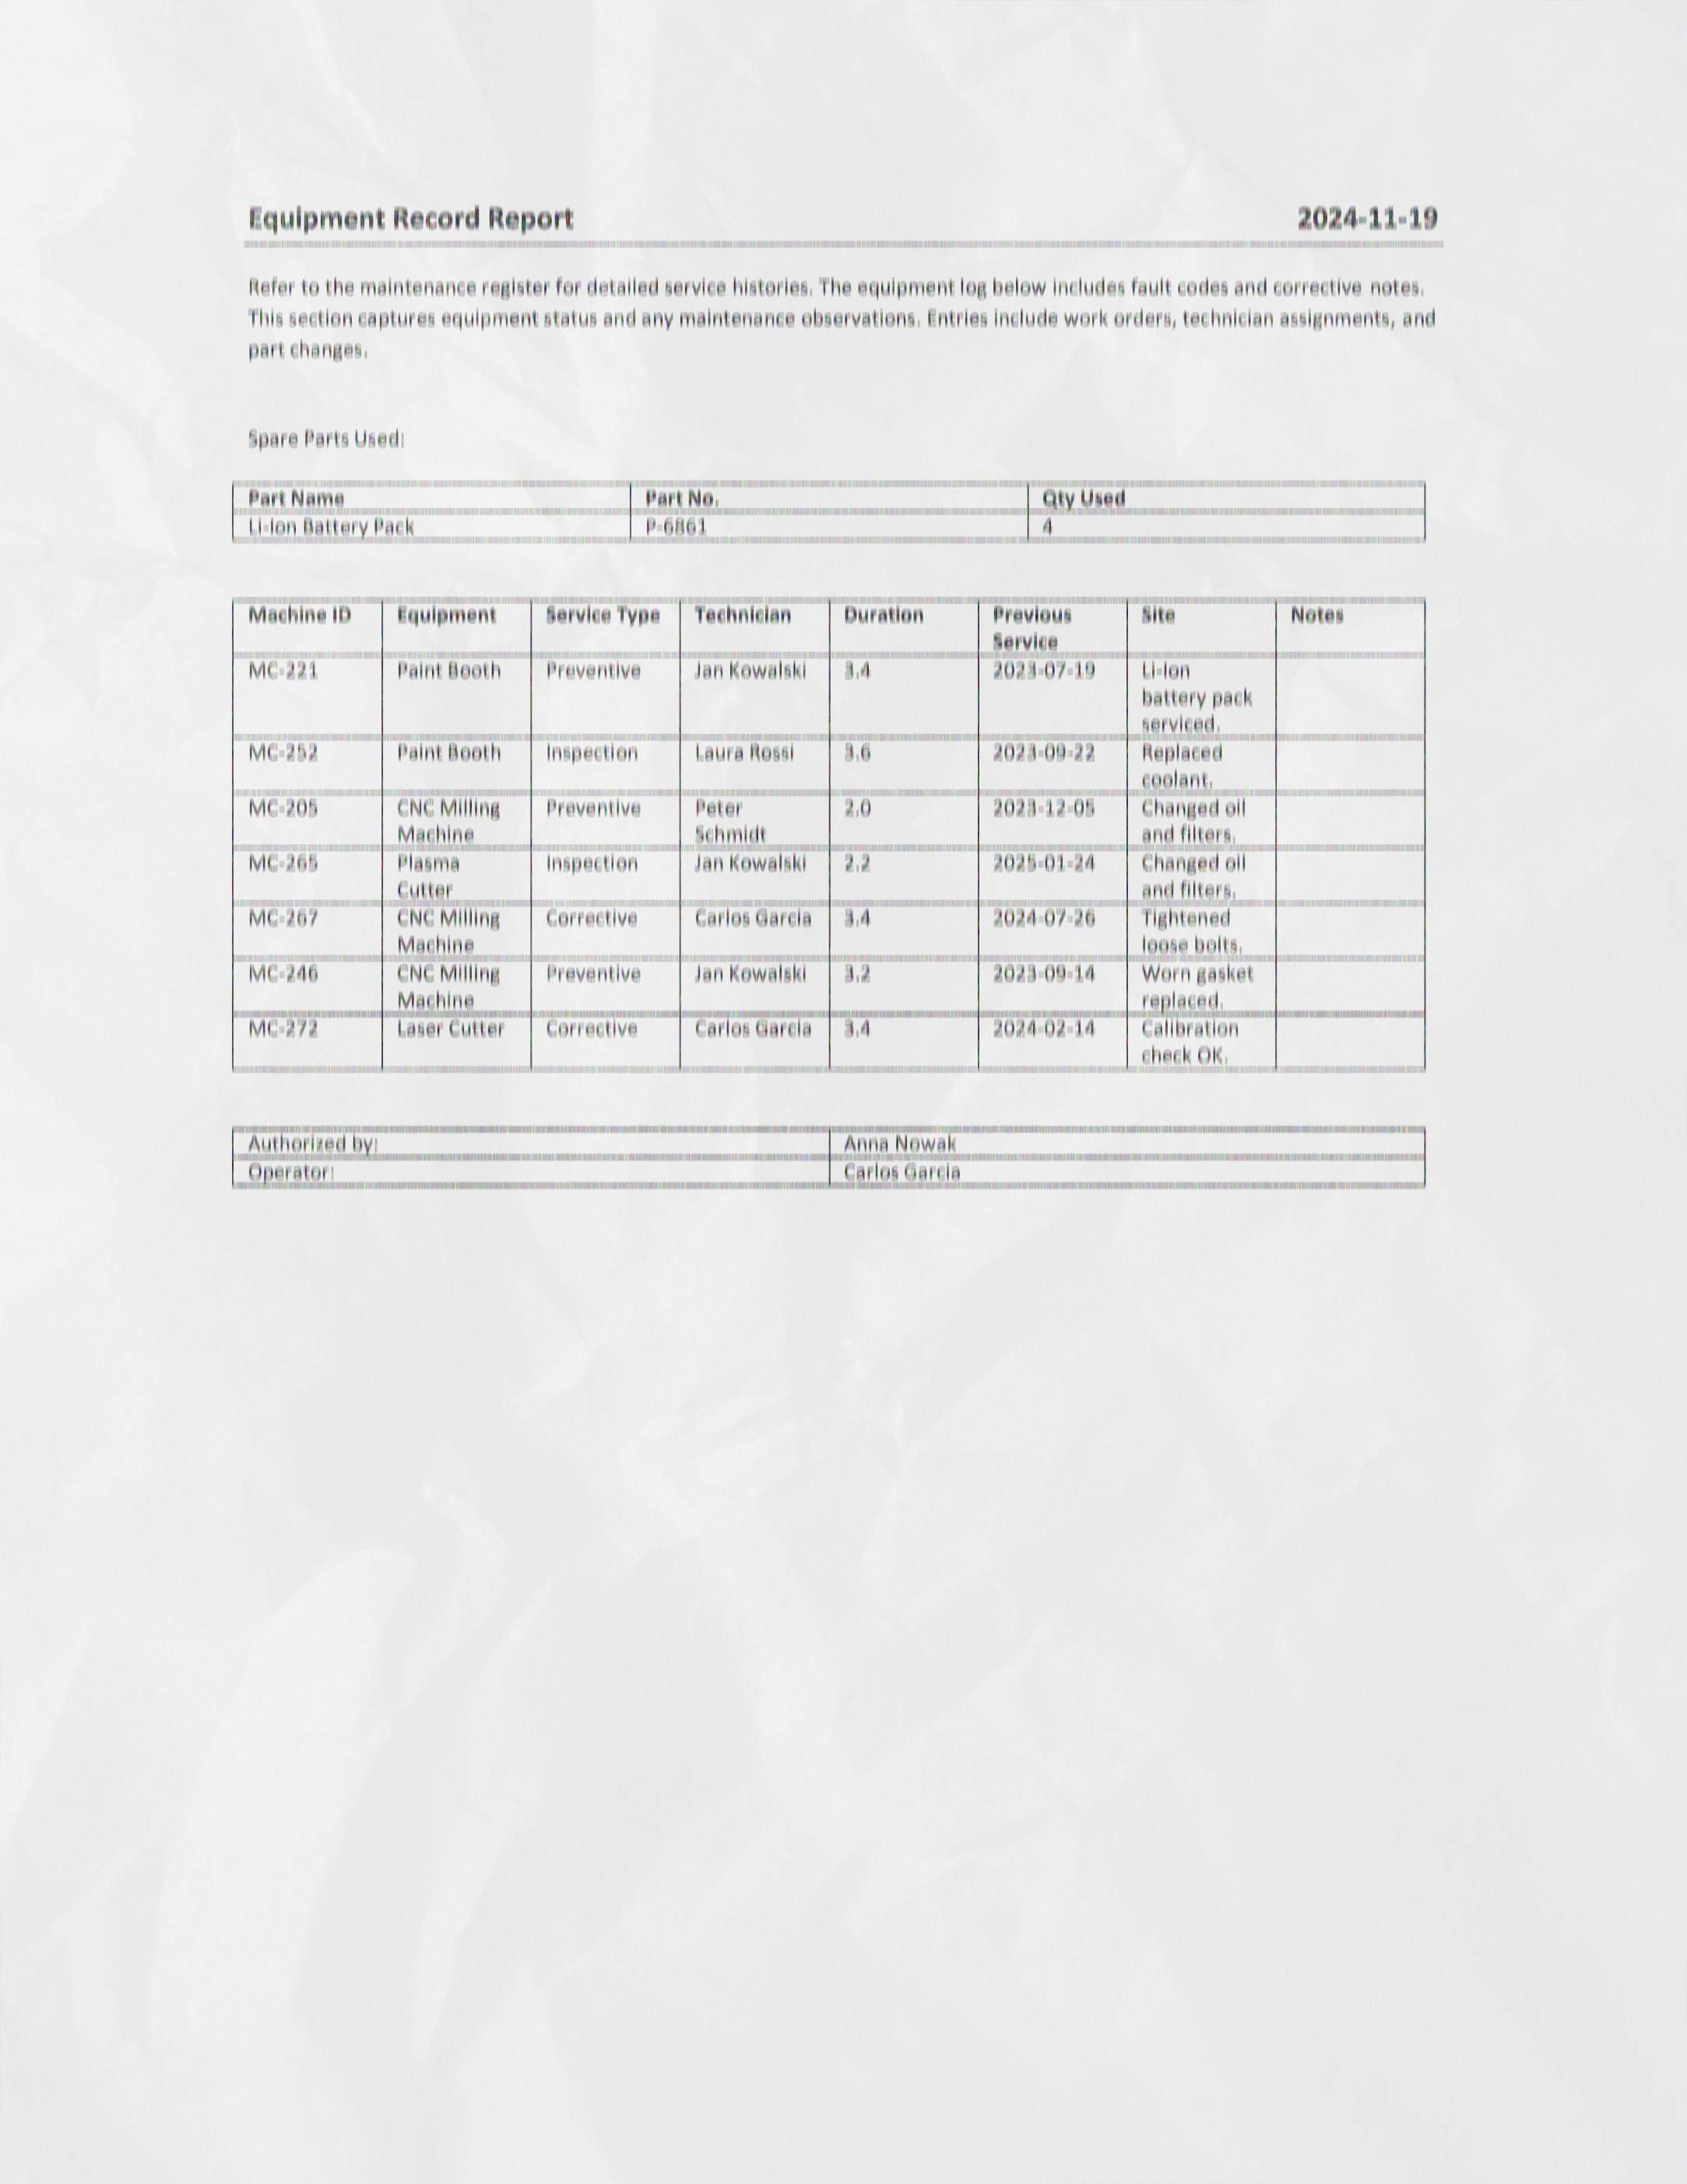 Equipment Record Report 2024-11-19
Refer to the maintenance register for detailed service histories. The equipment log below includes fault codes and corrective notes.
This section captures equipment status and any maintenance observations. Entries include work orders, technician assignments, and
part changes.
Spare Parts Used:
Part Name Part No. Qty Used
Li-Ion Battery Pack P-6861 4
Machine ID Equipment Service Type Technician Duration Previous Site Notes
Service
MC-221 Paint Booth Preventive Jan Kowalski 3.4 2023-07-19 Li-Ion
battery pack
serviced.
MC-252 Paint Booth Inspection Laura Rossi 3.6 2023-09-22 Replaced
coolant.
MC-205 CNC Milling Preventive Peter 2.0 2023-12-05 Changed oil
Machine Schmidt and filters.
MC-265 Plasma Inspection Jan Kowalski 2.2 2025-01-24 Changed oil
Cutter and filters.
MC-267 CNC Milling Corrective Carlos Garcia 3.4 2024-07-26 Tightened
Machine loose bolts.
MC-246 CNC Milling Preventive Jan Kowalski 3.2 2023-09-14 Worn gasket
Machine replaced.
MC-272 Laser Cutter Corrective Carlos Garcia 3.4 2024-02-14 Calibration
check OK.
Authorized by: Anna Nowak
Operator: Carlos Garcia